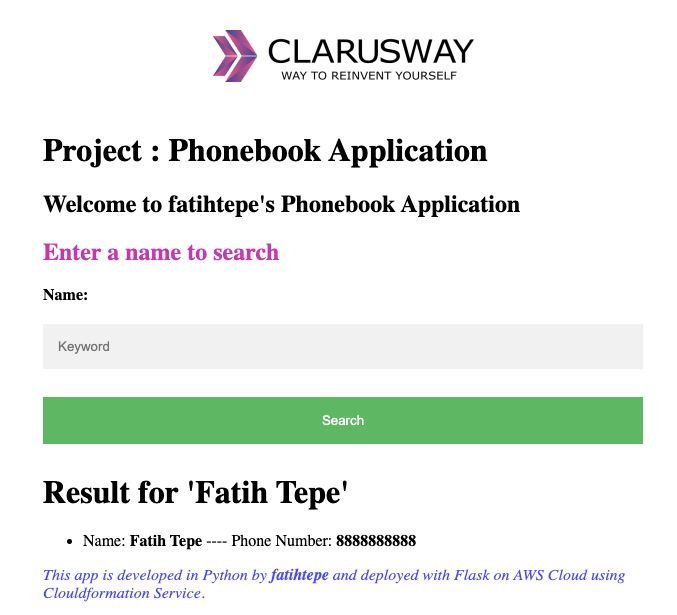 CLARUSWAY
WAY TO REINVENT YOURSELF
Project : Phonebook Application
Welcome to fatihtepe's Phonebook Application
Enter a name to search
Name:
Keyword
Search
Result for 'Fatih Tepe'
• Name: Fatih Tepe ---- Phone Number: 8888888888
This app is developed in Python by fatihtepe and deployed with Flask on AWS Cloud using
Clouldformation Service.